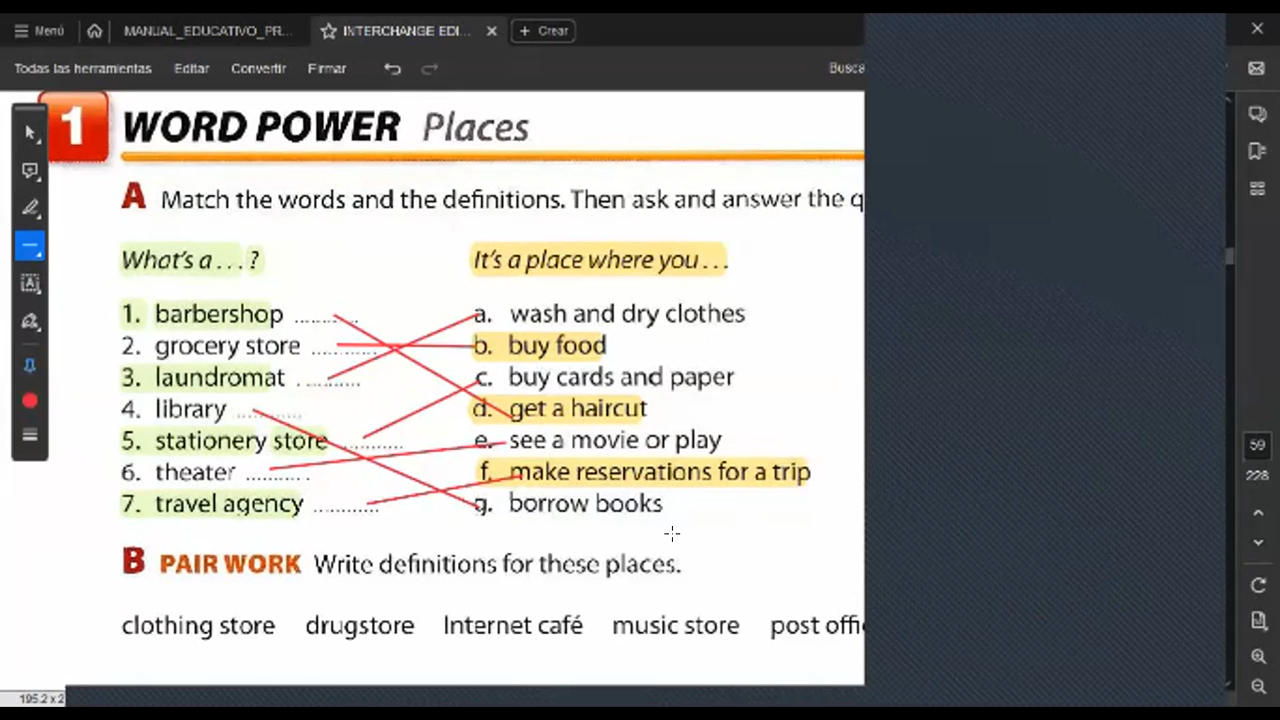 Menú MANUAL_EDUCATIVO_PR... INTERCHANGE EDI... Crear
Todas las herramientas Editar Convertir Firmar Busca
1 WORD POWER Places
A Match the words and the definitions. Then ask and answer the q
What's a . . . ? It's a place where you . . .
1. barbershop ............ a. wash and dry clothes
2. grocery store ............ b. buy food
3. laundromat ............ c. buy cards and paper
4. library ............ d. get a haircut
5. stationery store ............ e. see a movie or play
6. theater ............ f. make reservations for a trip
7. travel agency ............ g. borrow books
B PAIR WORK Write definitions for these places.
clothing store drugstore Internet café music store post offi
59
228
195.2 x 2